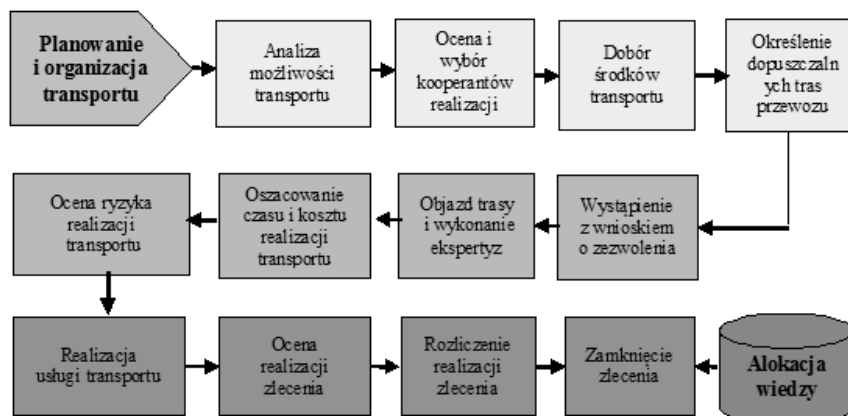 Planowanie
i organizacja
transportu
Analiza
możliwości
transportu
Ocena i
wybór
kooperantów
realizacji
Dobór
środków
transportu
Określenie
dopuszczaln
ych tras
przewozu
Ocena ryzyka
realizacji
transportu
Oszacowanie
czasu i kosztu
realizacji
transportu
Objazd trasy
i wykonanie
ekspertyz
Wystąpienie
z wnioskiem
o zezwolenia
Realizacja
usługi transportu
Ocena
realizacji
zlecenia
Rozliczenie
realizacji
zlecenia
Zamknięcie
zlecenia
Alokacja
wiedzy